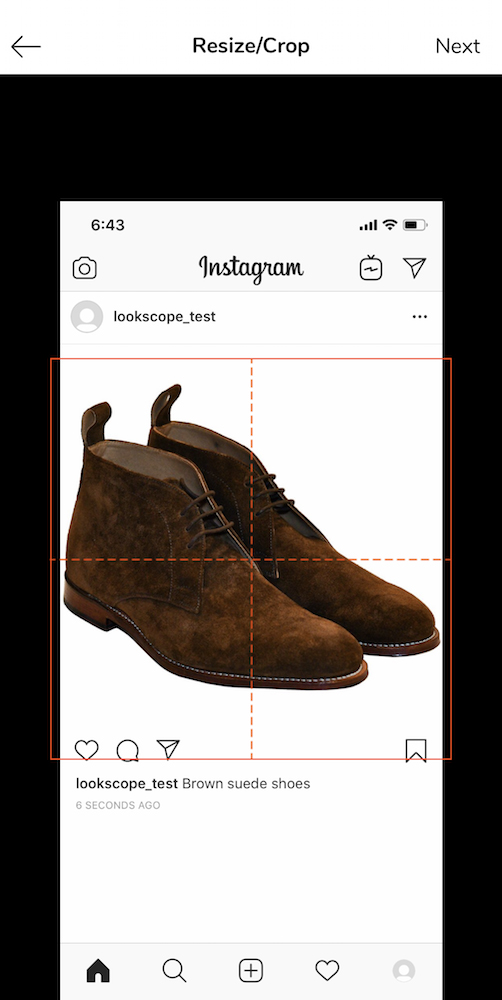 Resize/Crop Next
6:43
Instagram
lookscope_test
lookscope_test Brown suede shoes
6 SECONDS AGO